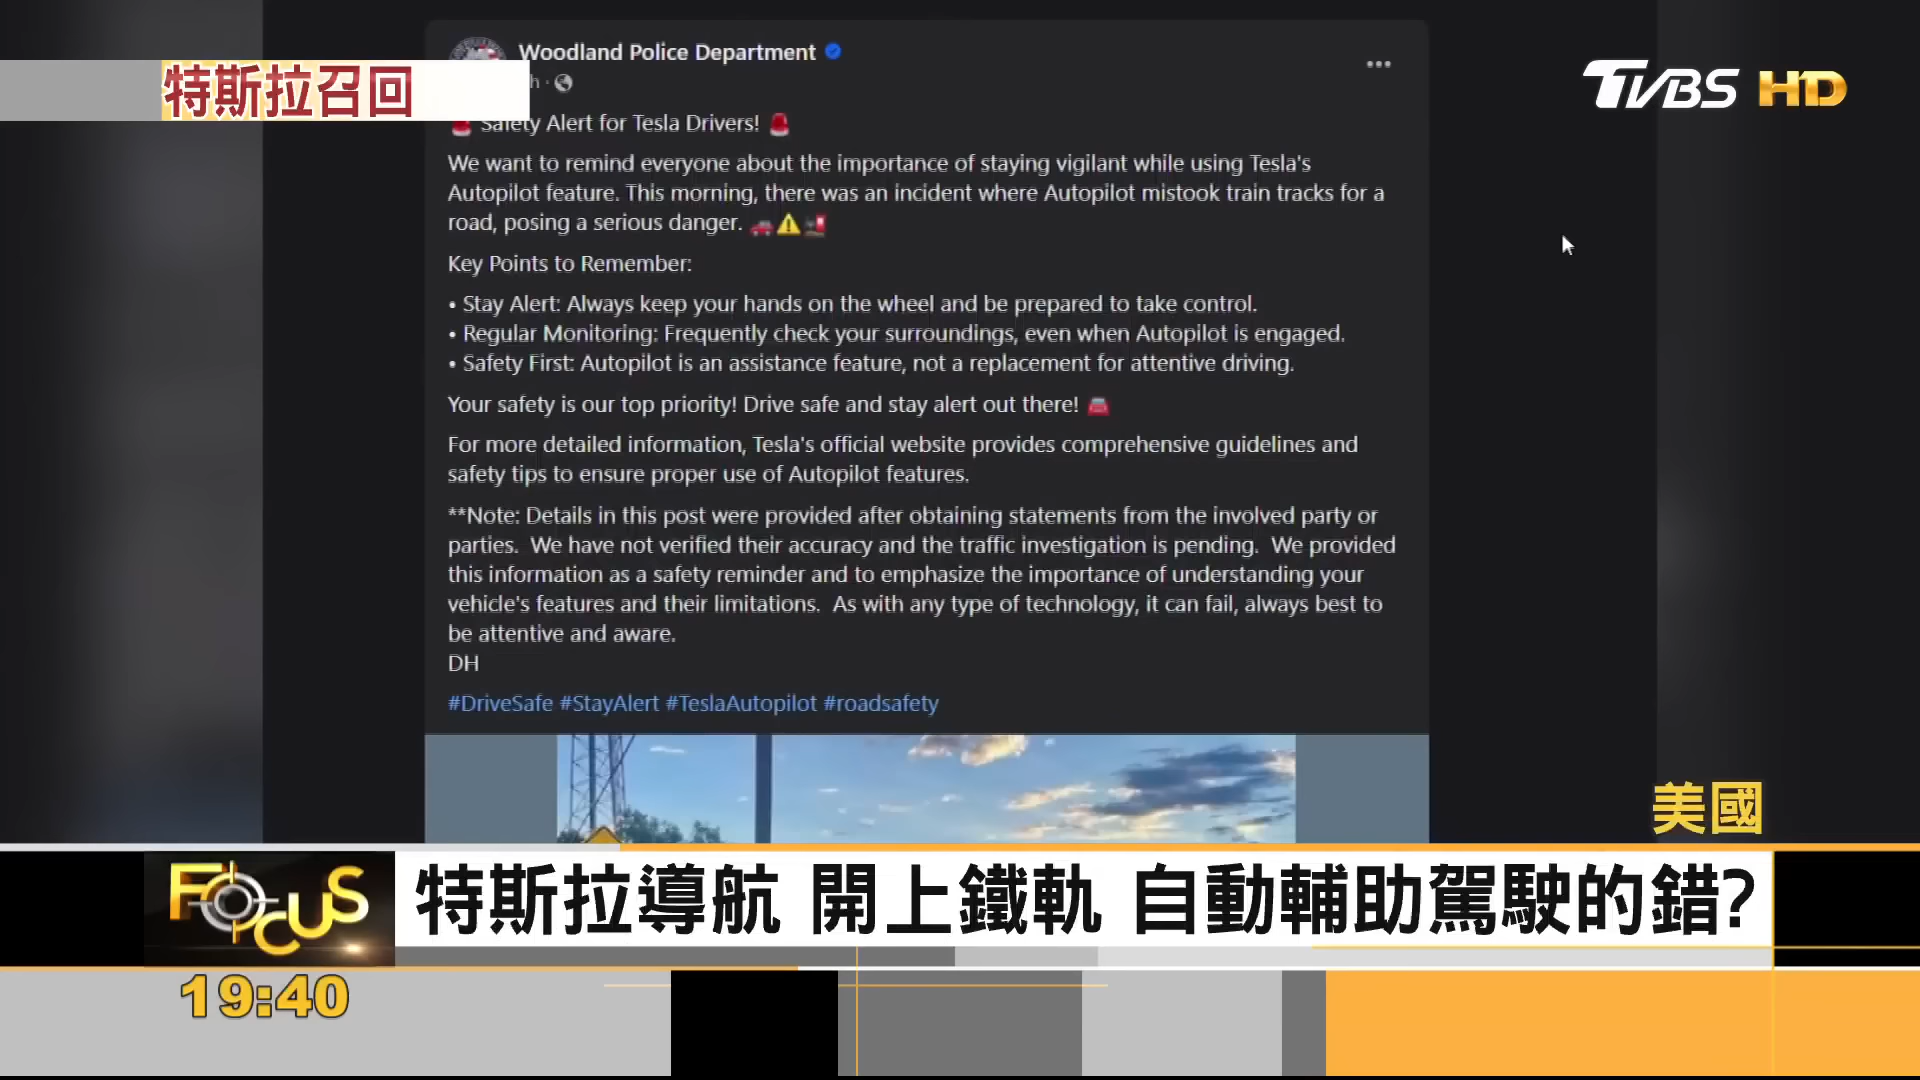 Woodland Police Department
特斯拉召回
h ·
TVBS HD
Safety Alert for Tesla Drivers!
We want to remind everyone about the importance of staying vigilant while using Tesla's
Autopilot feature. This morning, there was an incident where Autopilot mistook train tracks for a
road, posing a serious danger.
Key Points to Remember:
• Stay Alert: Always keep your hands on the wheel and be prepared to take control.
• Regular Monitoring: Frequently check your surroundings, even when Autopilot is engaged.
• Safety First: Autopilot is an assistance feature, not a replacement for attentive driving.
Your safety is our top priority! Drive safe and stay alert out there!
For more detailed information, Tesla's official website provides comprehensive guidelines and
safety tips to ensure proper use of Autopilot features.
**Note: Details in this post were provided after obtaining statements from the involved party or
parties.  We have not verified their accuracy and the traffic investigation is pending.  We provided
this information as a safety reminder and to emphasize the importance of understanding your
vehicle's features and their limitations.  As with any type of technology, it can fail, always best to
be attentive and aware.
DH
#DriveSafe #StayAlert #TeslaAutopilot #roadsafety
美國
FOCUS
特斯拉導航 開上鐵軌 自動輔助駕駛的錯?
19:40